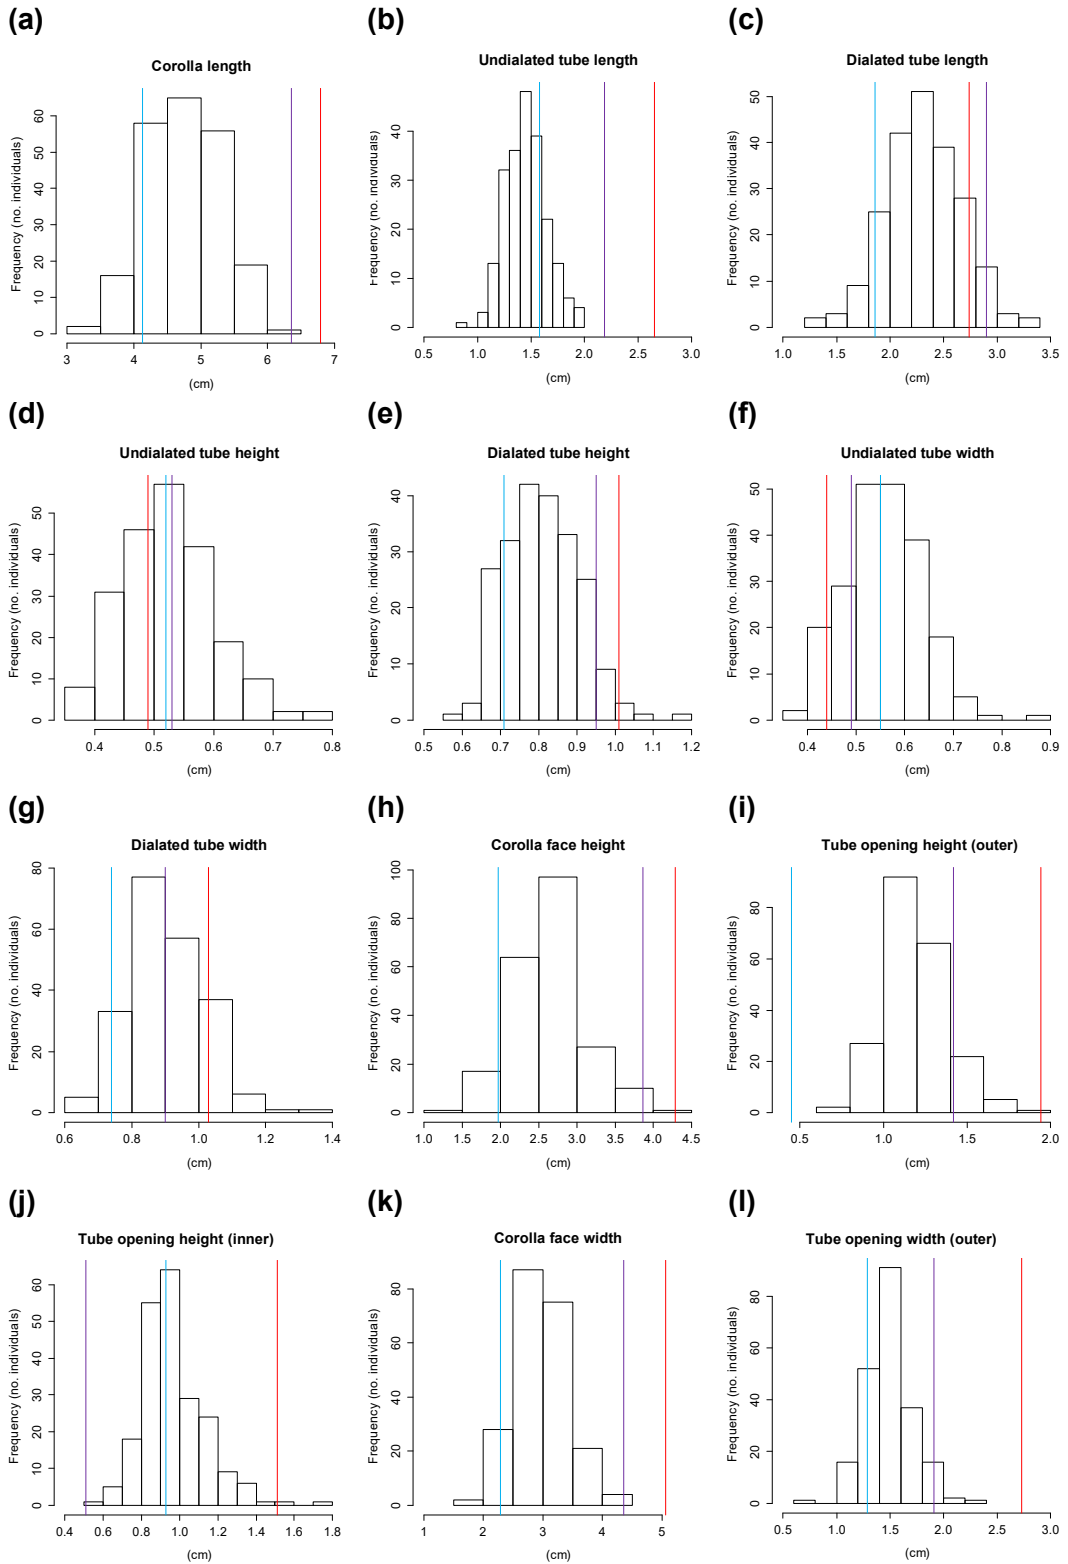 (a)
Corolla length
Frequency (no. individuals)
0 10 20 30 40 50 60
3 4 5 6 7
(cm)
(b)
Undialated tube length
Frequency (no. individuals)
0 10 20 30 40
0.5 1.0 1.5 2.0 2.5 3.0
(cm)
(c)
Dialated tube length
Frequency (no. individuals)
0 10 20 30 40 50
1.0 1.5 2.0 2.5 3.0 3.5
(cm)
(d)
Undialated tube height
Frequency (no. individuals)
0 10 20 30 40 50
0.4 0.5 0.6 0.7 0.8
(cm)
(e)
Dialated tube height
Frequency (no. individuals)
0 10 20 30 40
0.5 0.6 0.7 0.8 0.9 1.0 1.1 1.2
(cm)
(f)
Undialated tube width
Frequency (no. individuals)
0 10 20 30 40 50
0.4 0.5 0.6 0.7 0.8 0.9
(cm)
(g)
Dialated tube width
Frequency (no. individuals)
0 20 40 60 80
0.6 0.8 1.0 1.2 1.4
(cm)
(h)
Corolla face height
Frequency (no. individuals)
0 20 40 60 80 100
1.0 1.5 2.0 2.5 3.0 3.5 4.0 4.5
(cm)
(i)
Tube opening height (outer)
Frequency (no. individuals)
0 20 40 60 80
0.5 1.0 1.5 2.0
(cm)
(j)
Tube opening height (inner)
Frequency (no. individuals)
0 10 20 30 40 50 60
0.4 0.6 0.8 1.0 1.2 1.4 1.6 1.8
(cm)
(k)
Corolla face width
Frequency (no. individuals)
0 20 40 60 80
1 2 3 4 5
(cm)
(l)
Tube opening width (outer)
Frequency (no. individuals)
0 20 40 60 80
0.5 1.0 1.5 2.0 2.5 3.0
(cm)